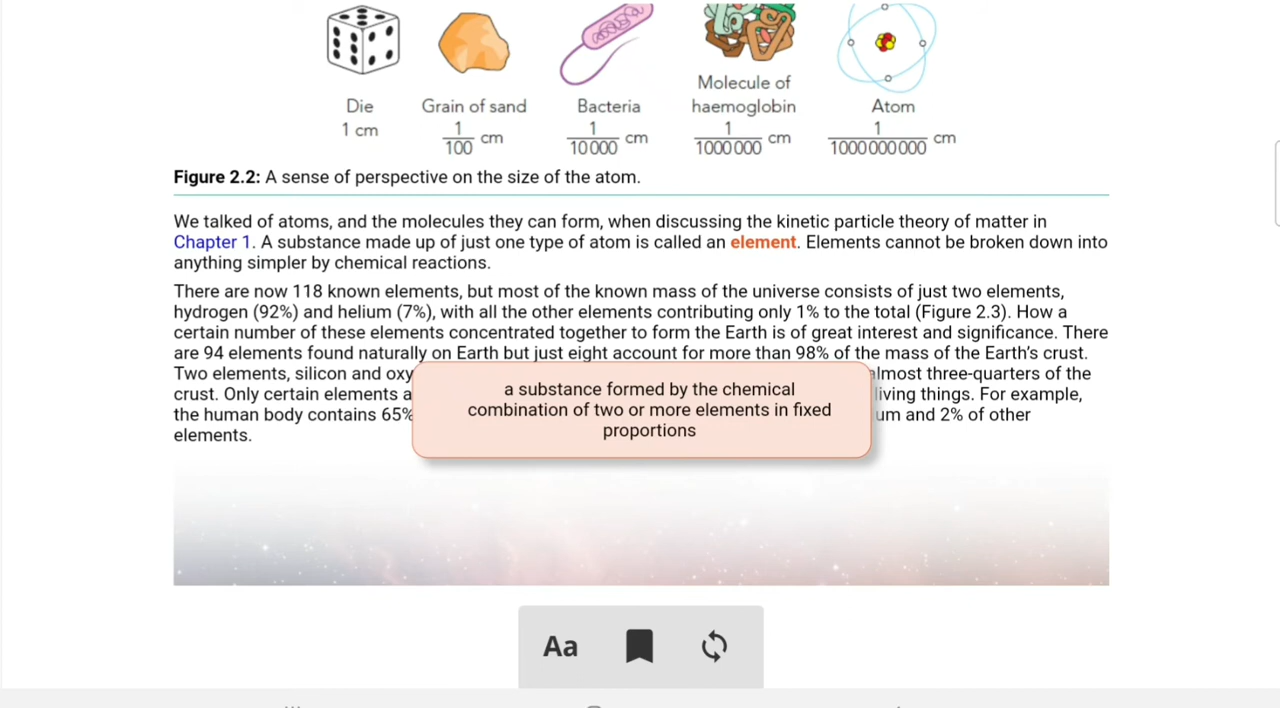 Die
1 cm
Grain of sand
1
100 cm
Bacteria
1
10 000 cm
Molecule of
haemoglobin
1
1000 000 cm
Atom
1
1000 000 000 cm
Figure 2.2: A sense of perspective on the size of the atom.
We talked of atoms, and the molecules they can form, when discussing the kinetic particle theory of matter in
Chapter 1. A substance made up of just one type of atom is called an element. Elements cannot be broken down into
anything simpler by chemical reactions.
There are now 118 known elements, but most of the known mass of the universe consists of just two elements,
hydrogen (92%) and helium (7%), with all the other elements contributing only 1% to the total (Figure 2.3). How a
certain number of these elements concentrated together to form the Earth is of great interest and significance. There
are 94 elements found naturally on Earth but just eight account for more than 98% of the mass of the Earth's crust.
Two elements, silicon and oxy almost three-quarters of the
crust. Only certain elements a living things. For example,
the human body contains 65% um and 2% of other
elements.
a substance formed by the chemical
combination of two or more elements in fixed
proportions
Aa